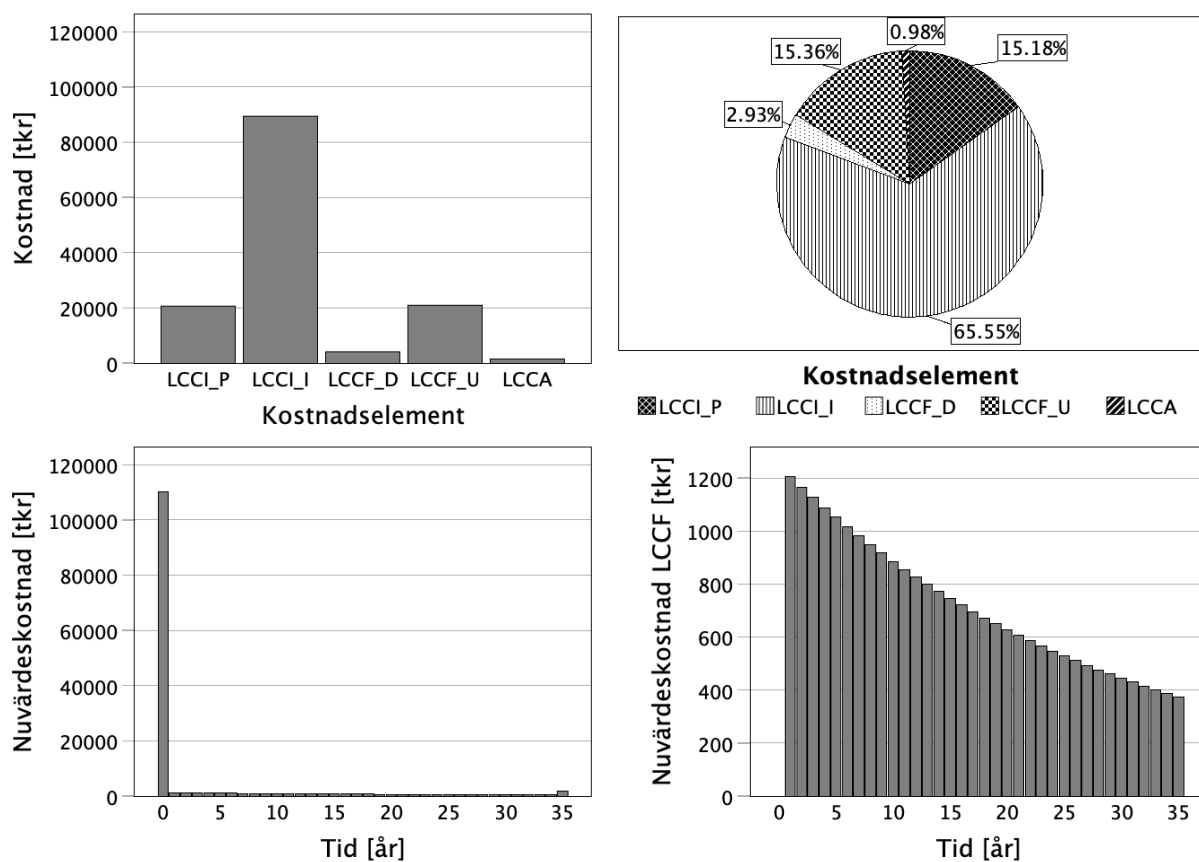 Kostnad [tkr]
120000
100000
80000
60000
40000
20000
0
LCCI_P LCCI_I LCCF_D LCCF_U LCCA
Kostnadselement
0.98%
15.36%
15.18%
2.93%
65.55%
Kostnadselement
LCCI_P LCCI_I LCCF_D LCCF_U LCCA
Nuvärdeskostnad [tkr]
120000
100000
80000
60000
40000
20000
0
0 5 10 15 20 25 30 35
Tid [år]
Nuvärdeskostnad LCCF [tkr]
1200
1000
800
600
400
200
0
0 5 10 15 20 25 30 35
Tid [år]